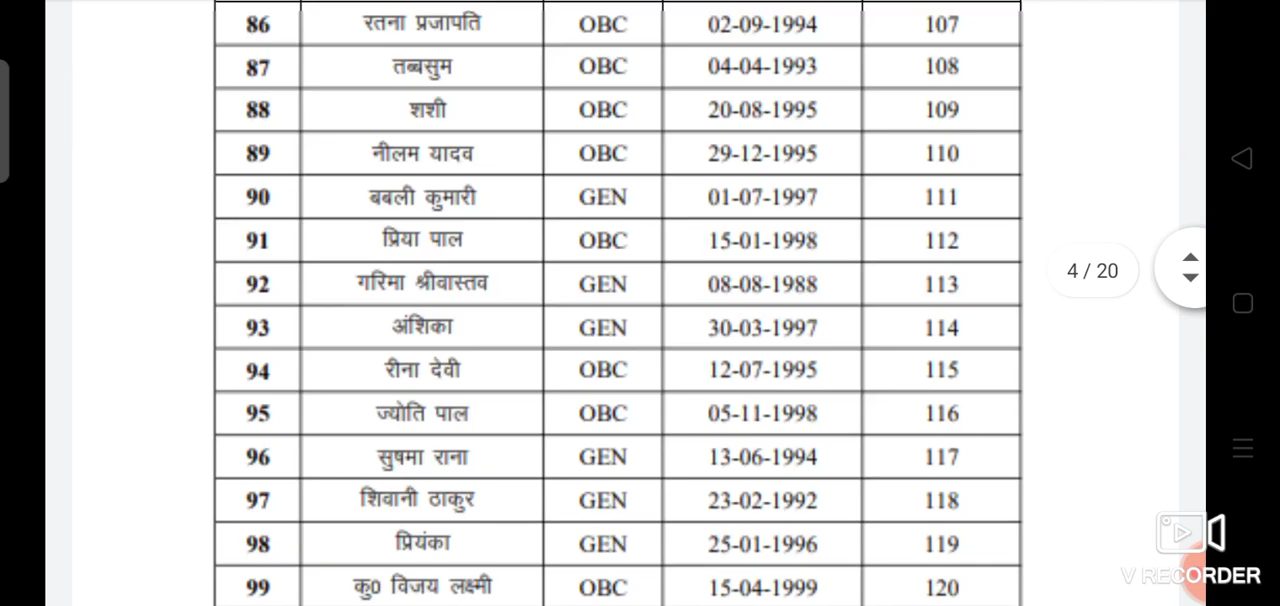 86 रतना प्रजापति OBC 02-09-1994 107
87 तब्बसुम OBC 04-04-1993 108
88 शशी OBC 20-08-1995 109
89 नीलम यादव OBC 29-12-1995 110
90 बबली कुमारी GEN 01-07-1997 111
91 प्रिया पाल OBC 15-01-1998 112
92 गरिमा श्रीवास्तव GEN 08-08-1988 113
4 / 20
93 अंशिका GEN 30-03-1997 114
94 रीना देवी OBC 12-07-1995 115
95 ज्योति पाल OBC 05-11-1998 116
96 सुषमा राना GEN 13-06-1994 117
97 शिवानी ठाकुर GEN 23-02-1992 118
98 प्रियंका GEN 25-01-1996 119
99 कु0 विजय लक्ष्मी OBC 15-04-1999 120
V RECORDER